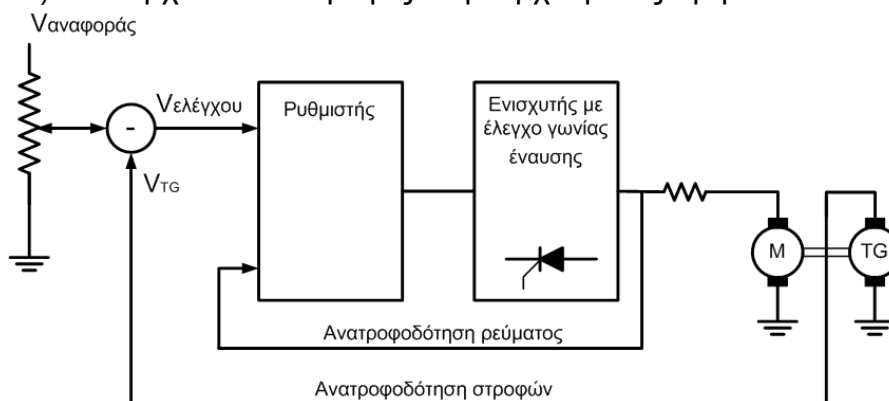 Vαναφοράς
Vελέγχου
Ρυθμιστής
Ενισχυτής με
έλεγχο γωνίας
έναυσης
-
VTG
M
TG
Ανατροφοδότηση ρεύματος
Ανατροφοδότηση στροφών